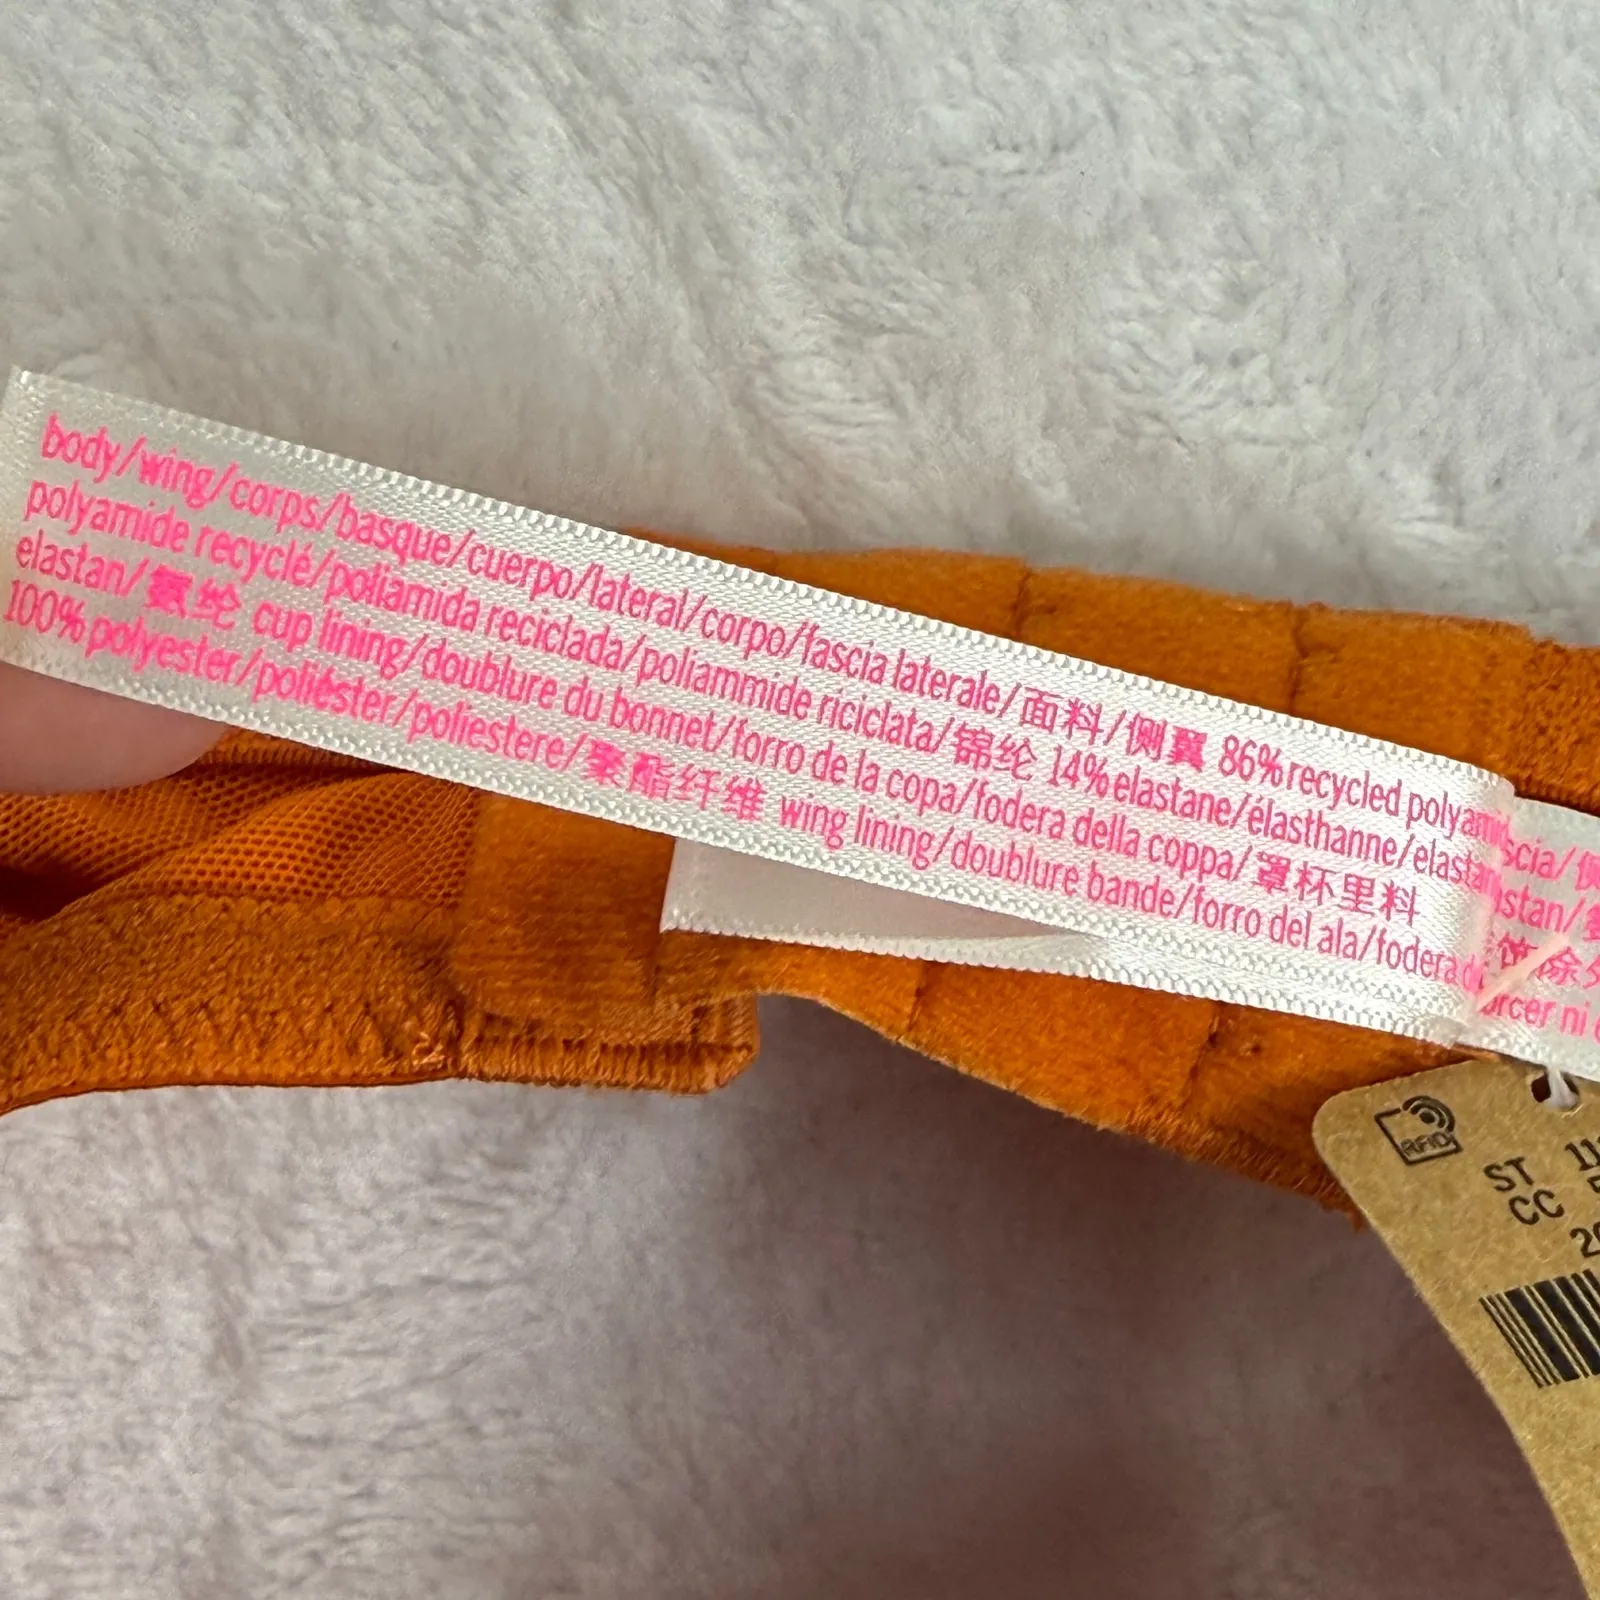 body/wing/corps/basque/cuerpo/lateral/corpo/fascia laterale/面料/侧翼 86% recycled
polyamide recyclé/poliamida reciclada/poliammide riciclata/锦纶 14% elastane/élasthanne/
elastan/氨纶 cup lining/doublure du bonnet/forro de la copa/fodera della coppa/罩杯里料
100% polyester/poliéster/poliestere/聚酯纤维 wing lining/doublure bande/forro del ala/fodera
RFID
ST
CC